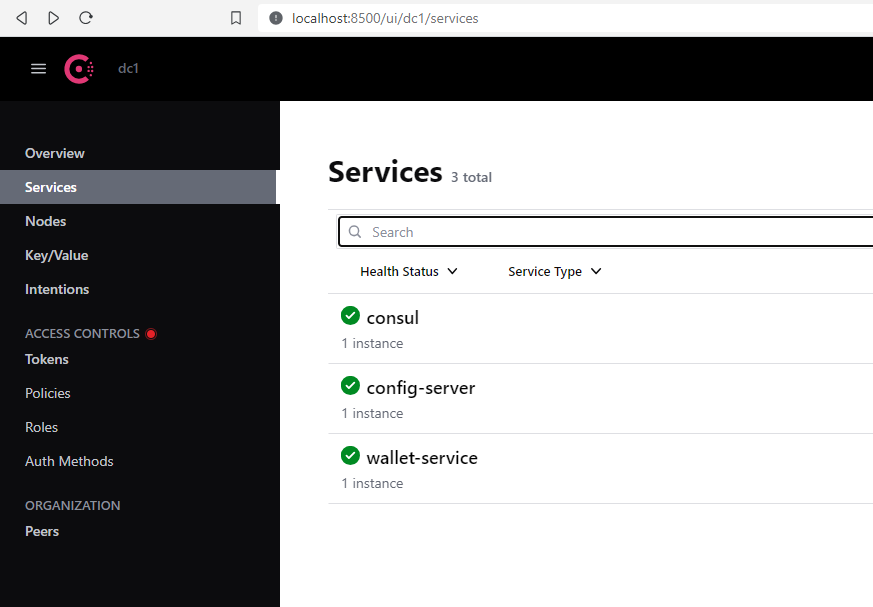 localhost:8500/ui/dc1/services
dc1
Overview
Services
Nodes
Key/Value
Intentions
ACCESS CONTROLS
Tokens
Policies
Roles
Auth Methods
ORGANIZATION
Peers
Services 3 total
Search
Health Status Service Type
consul
1 instance
config-server
1 instance
wallet-service
1 instance